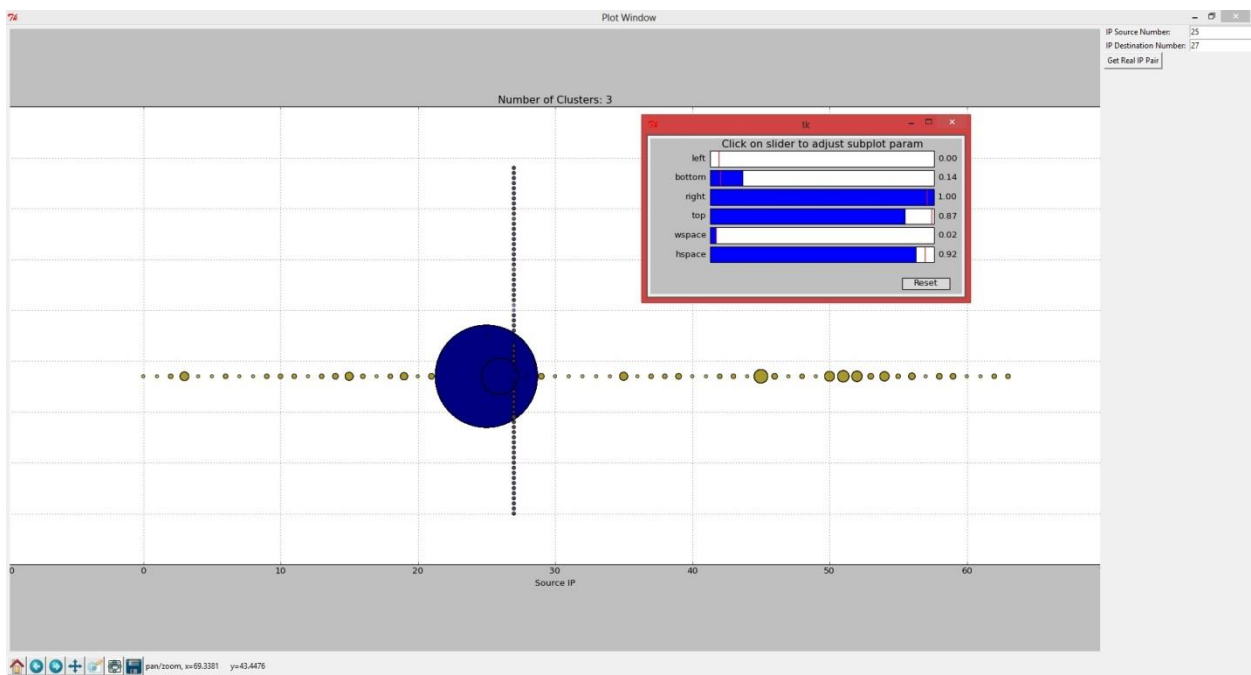 Plot Window
IP Source Number: 25
IP Destination Number: 27
Get Real IP Pair
Number of Clusters: 3
tk
Click on slider to adjust subplot param
left 0.00
bottom 0.14
right 1.00
top 0.87
wspace 0.02
hspace 0.92
Reset
0 0 10 20 30 40 50 60
Source IP
pan/zoom, x=69.3381 y=43.4476